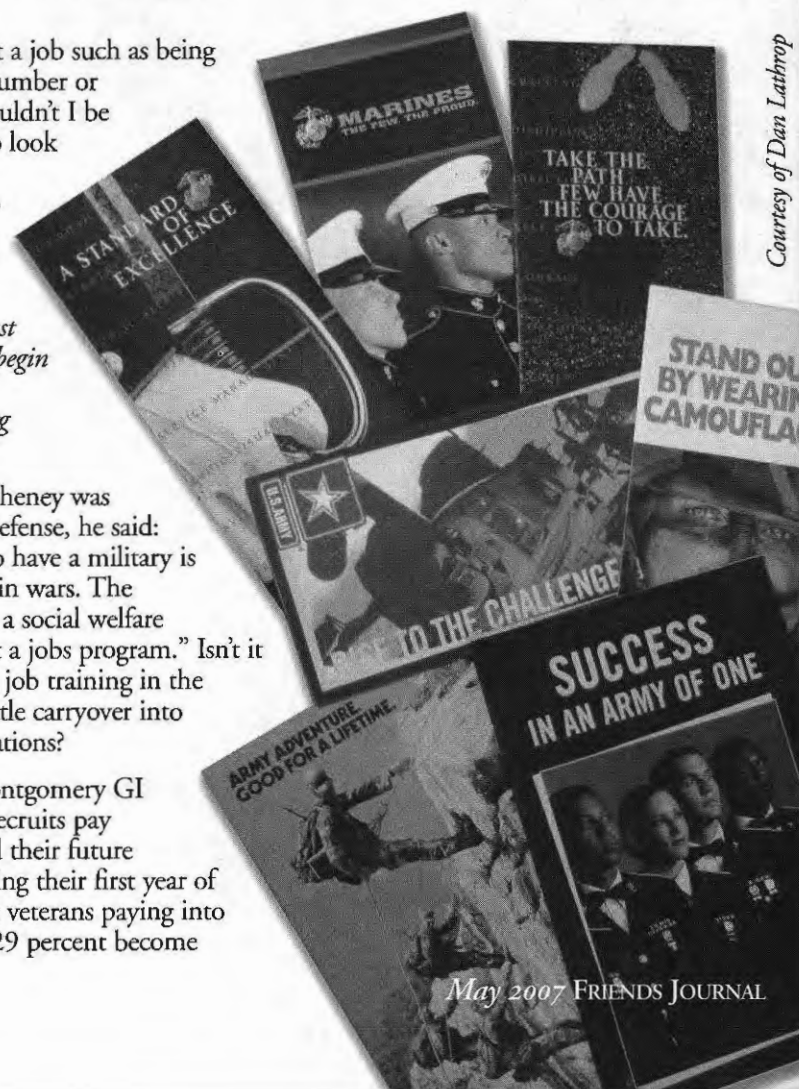 t a job such as being
umber or
uldn't I be
o look
st
begin
g
heney was
efense, he said:
o have a military is
in wars. The
a social welfare
t a jobs program." Isn't it
job training in the
tle carryover into
ations?
ntgomery GI
ecruits pay
their future
ing their first year of
veterans paying into
29 percent become
Courtesy of Dan Lathrop
A STANDARD
OF
EXCELLENCE
MARINES
THE FEW. THE PROUD.
TAKE THE
PATH
FEW HAVE
THE COURAGE
TO TAKE.
STAND OU
BY WEARIN
CAMOUFLA
U.S.ARMY
RISE TO THE CHALLENGE
ARMY ADVENTURE.
GOOD FOR A LIFETIME.
SUCCESS
IN AN ARMY OF ONE
May 2007 FRIENDS JOURNAL